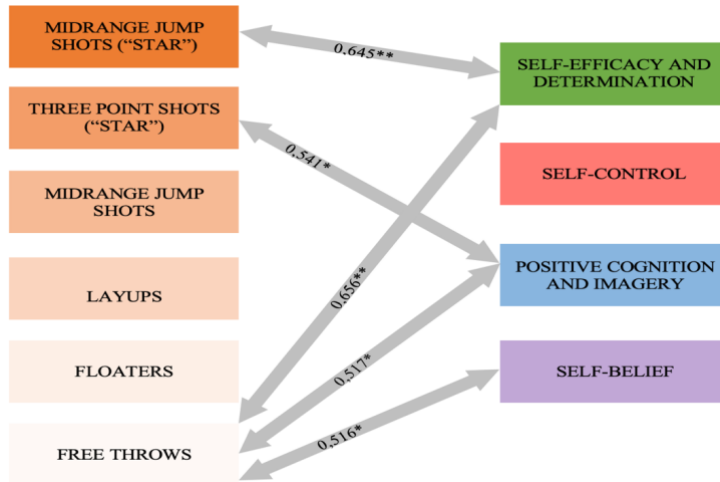 MIDRANGE JUMP
SHOTS (“STAR”)
THREE POINT SHOTS
(“STAR”)
MIDRANGE JUMP
SHOTS
LAYUPS
FLOATERS
FREE THROWS
0.645**
0,541*
0,656**
0,517*
0,516*
SELF-EFFICACY AND
DETERMINATION
SELF-CONTROL
POSITIVE COGNITION
AND IMAGERY
SELF-BELIEF